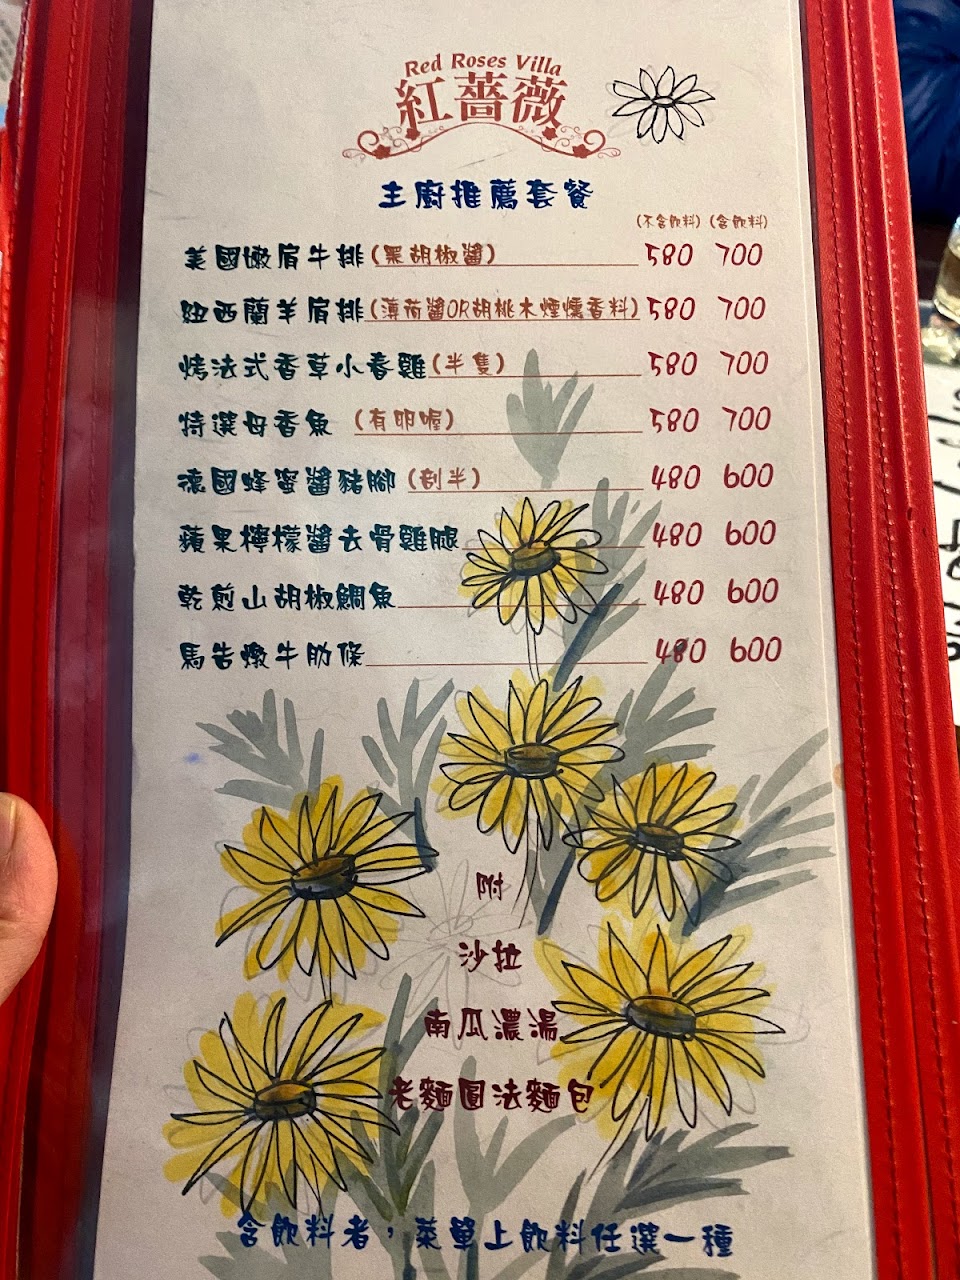 Red Roses Villa
紅薔薇
主廚推薦套餐
(不含飲料) (含飲料)
美國嫩肩牛排(黑胡椒醬) 580 700
紐西蘭羊肩排(薄荷醬OR胡桃木煙燻香料) 580 700
烤法式香草小春雞(半隻) 580 700
特選母香魚 (有卵喔) 580 700
德國蜂蜜醬豬腳 (剖半) 480 600
蘋果檸檬醬去骨雞腿 480 600
乾煎山胡椒鯛魚 480 600
馬告燉牛肋條 480 600
附
沙拉
南瓜濃湯
老麵圓法麵包
含飲料者，菜單上飲料任選一種